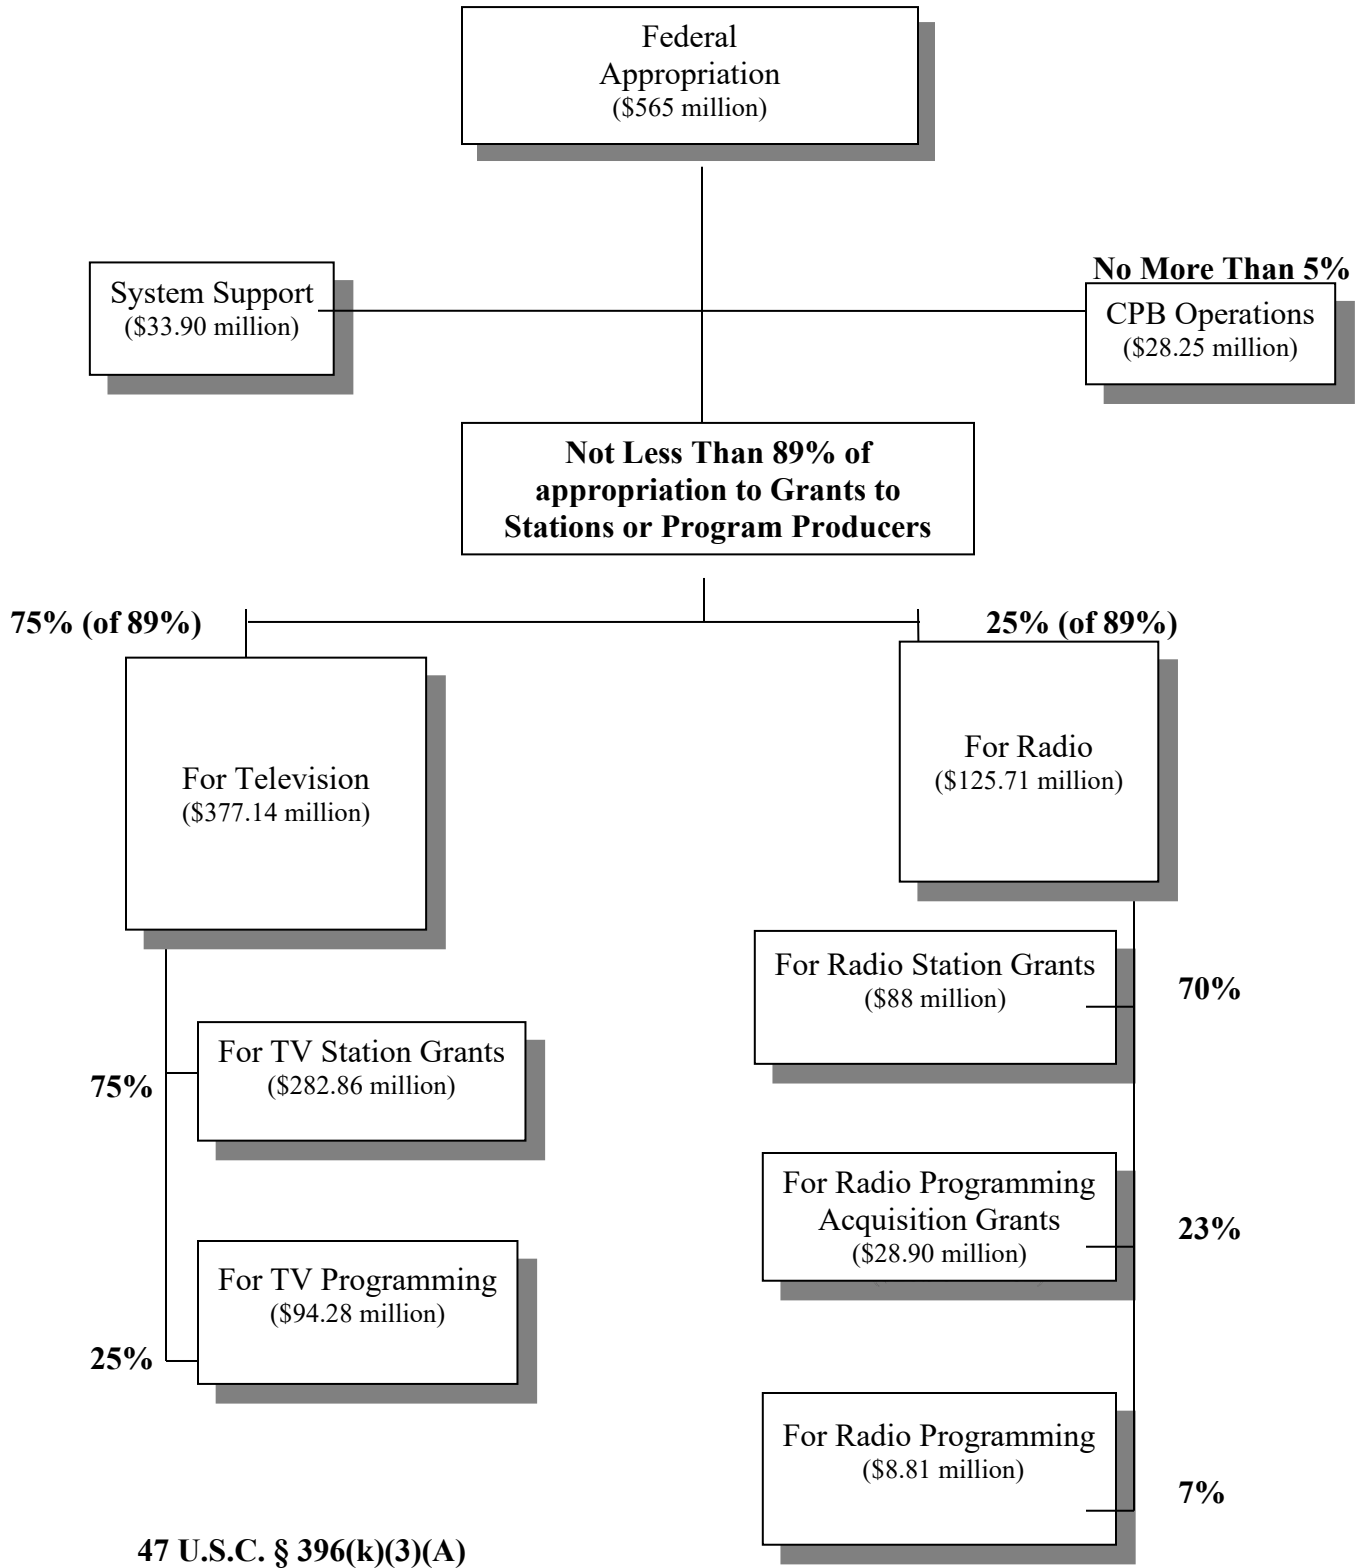 Federal
Appropriation
($565 million)
System Support
($33.90 million)
No More Than 5%
CPB Operations
($28.25 million)
Not Less Than 89% of
appropriation to Grants to
Stations or Program Producers
75% (of 89%)
25% (of 89%)
For Television
($377.14 million)
For Radio
($125.71 million)
75%
For TV Station Grants
($282.86 million)
25%
For TV Programming
($94.28 million)
For Radio Station Grants
($88 million)
70%
For Radio Programming
Acquisition Grants
($28.90 million)
23%
For Radio Programming
($8.81 million)
7%
47 U.S.C. § 396(k)(3)(A)